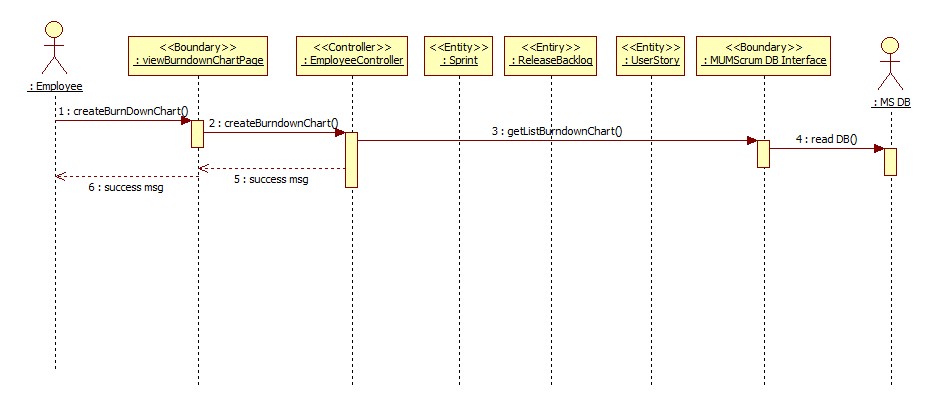 <<Boundary>>
: viewBurndownChartPage
<<Controller>>
: EmployeeController
<<Entity>>
: Sprint
<<Entiry>>
: ReleaseBacklog
<<Entity>>
: UserStory
<<Boundary>>
: MUMScrum DB Interface
: Employee
: MS DB
1 : createBurnDownChart()
2 : createBurndownChart()
3 : getListBurndownChart()
4 : read DB()
5 : success msg
6 : success msg